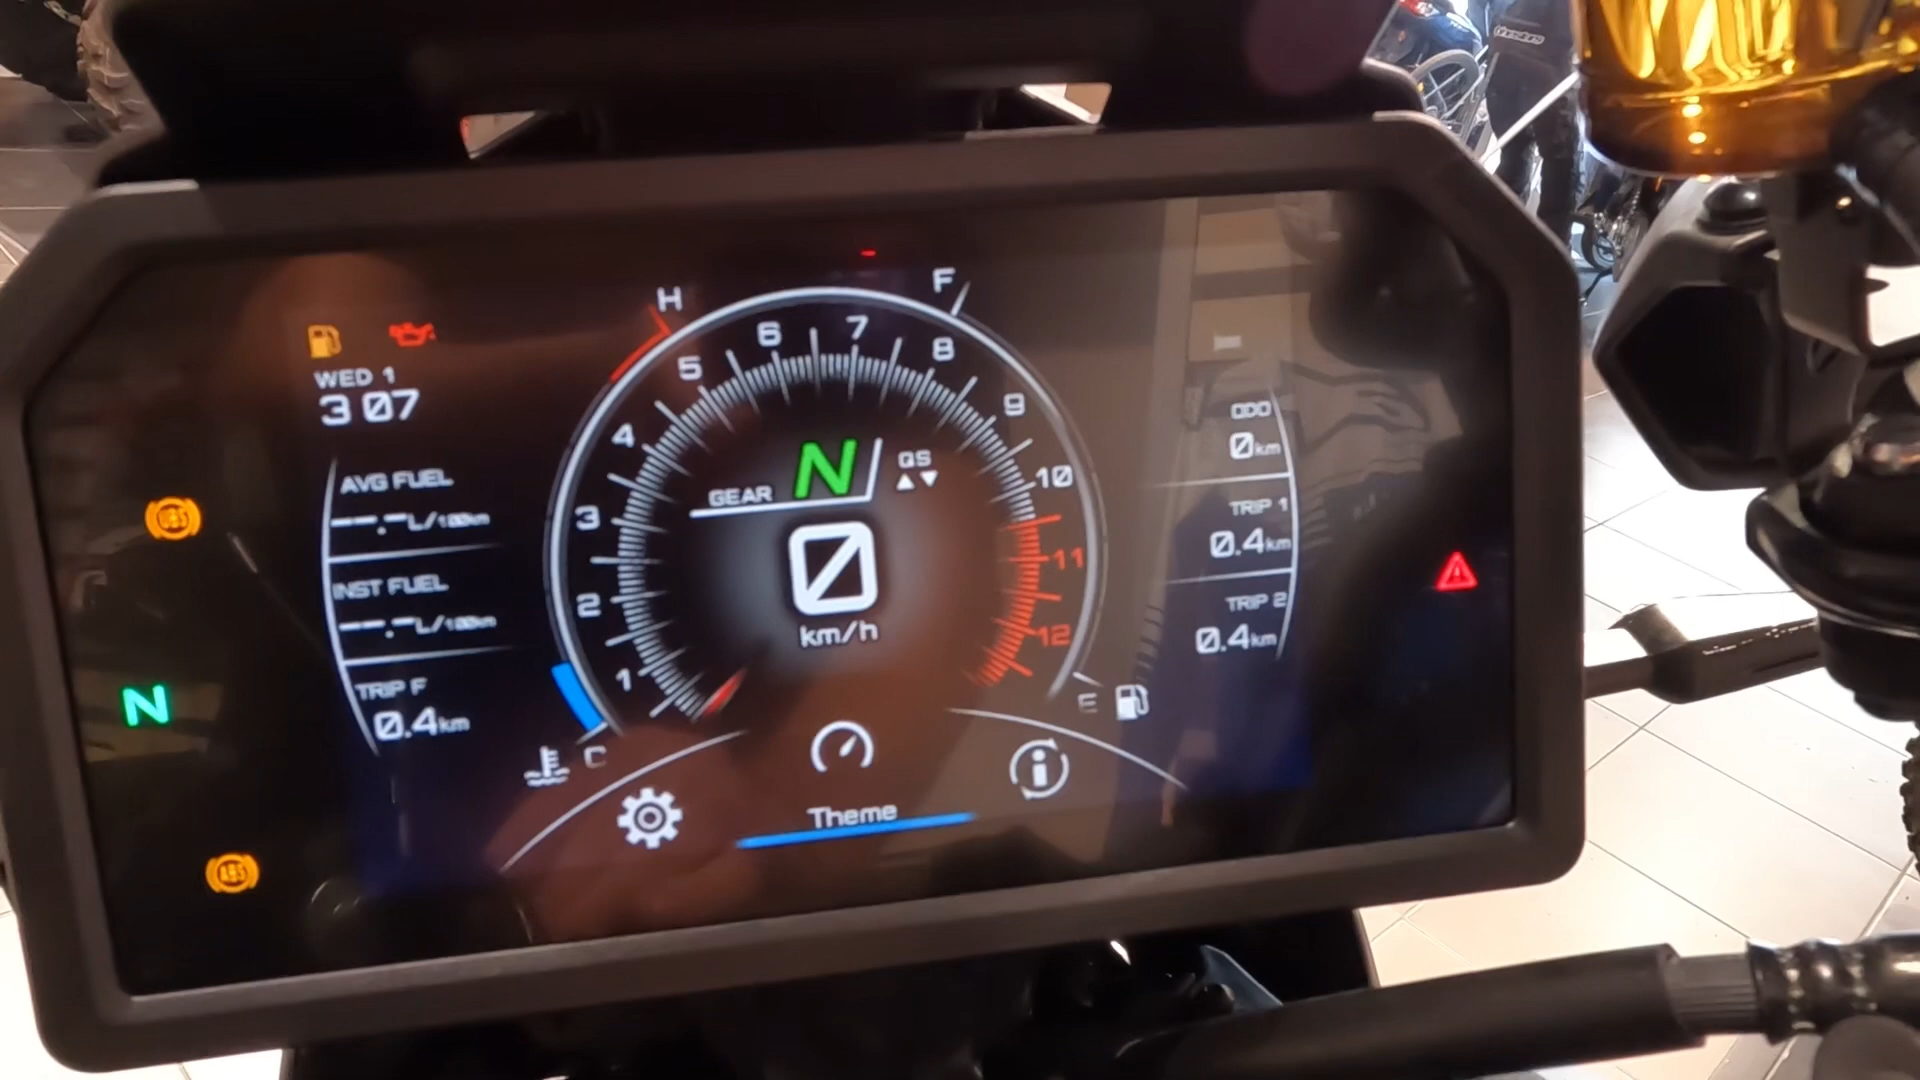 H
F
WED 1
3 07
AVG FUEL
--.-L/100km
INST FUEL
--.-L/100km
TRIP F
0.4km
1
2
3
4
5
6
7
8
9
10
11
12
GEAR N
QS
0
km/h
C
E
Theme
ODO
0km
TRIP 1
0.4km
TRIP 2
0.4km
UBS
N
ABS